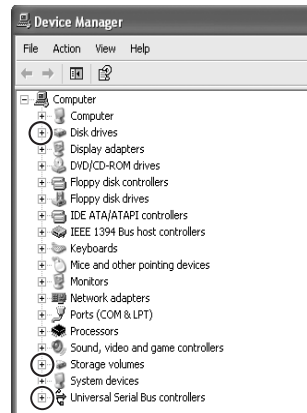 Device Manager
File Action View Help
Computer
Computer
Disk drives
Display adapters
DVD/CD-ROM drives
Floppy disk controllers
Floppy disk drives
IDE ATA/ATAPI controllers
IEEE 1394 Bus host controllers
Keyboards
Mice and other pointing devices
Monitors
Network adapters
Ports (COM & LPT)
Processors
Sound, video and game controllers
Storage volumes
System devices
Universal Serial Bus controllers